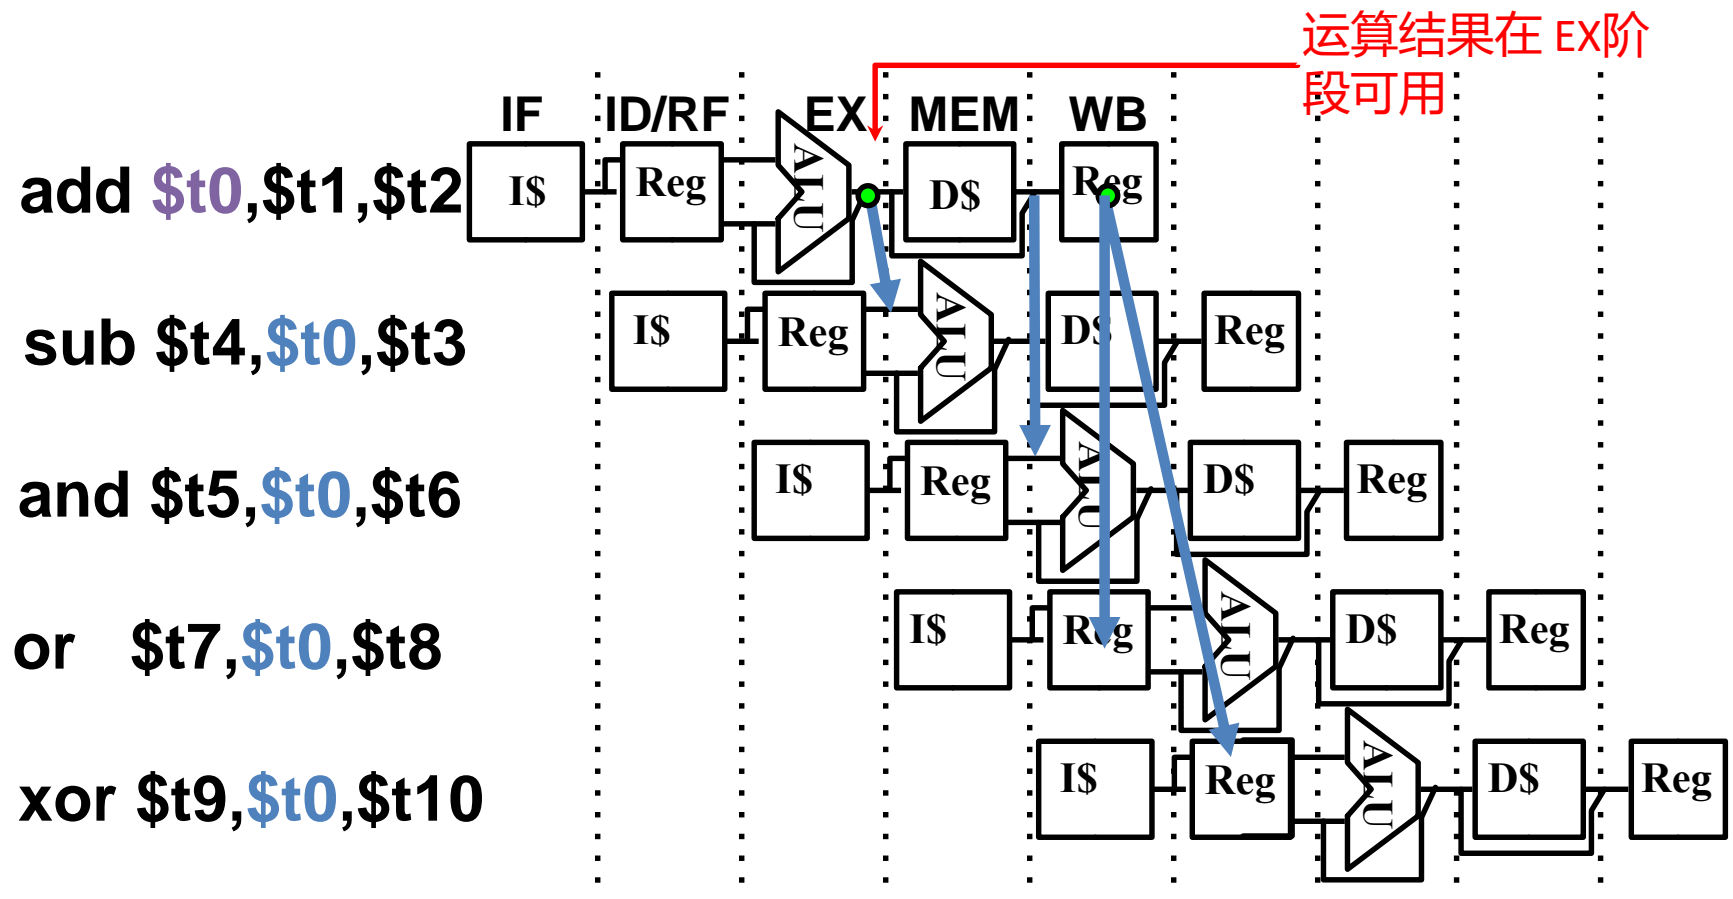 运算结果在 EX阶
段可用
IF ID/RF EX MEM WB
add $t0,$t1,$t2 I$ Reg ALU D$ Reg
sub $t4,$t0,$t3 I$ Reg ALU D$ Reg
and $t5,$t0,$t6 I$ Reg ALU D$ Reg
or $t7,$t0,$t8 I$ Reg ALU D$ Reg
xor $t9,$t0,$t10 I$ Reg ALU D$ Reg